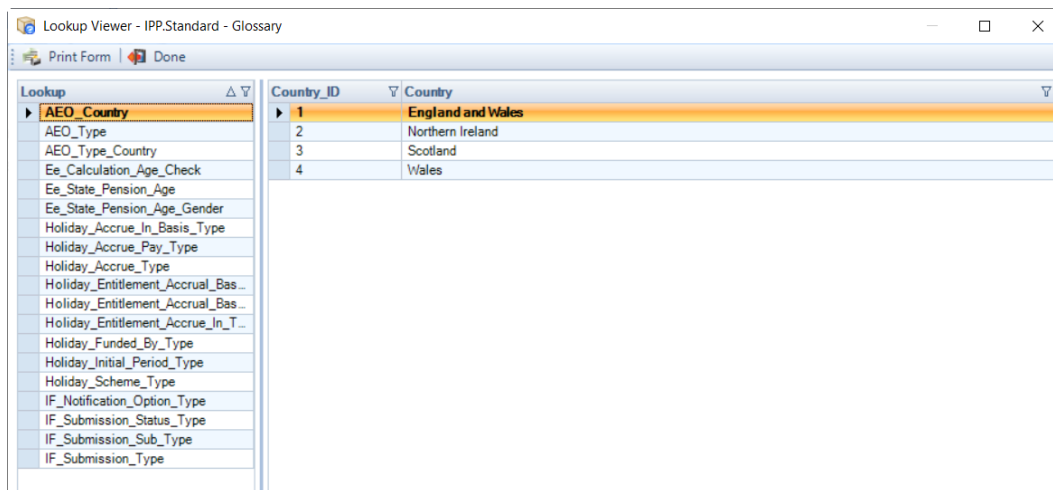 Lookup Viewer - IPP.Standard - Glossary
Print Form Done
Lookup
AEO_Country
AEO_Type
AEO_Type_Country
Ee_Calculation_Age_Check
Ee_State_Pension_Age
Ee_State_Pension_Age_Gender
Holiday_Accrue_In_Basis_Type
Holiday_Accrue_Pay_Type
Holiday_Accrue_Type
Holiday_Entitlement_Accrual_Bas...
Holiday_Entitlement_Accrual_Bas...
Holiday_Entitlement_Accrue_In_T...
Holiday_Funded_By_Type
Holiday_Initial_Period_Type
Holiday_Scheme_Type
IF_Notification_Option_Type
IF_Submission_Status_Type
IF_Submission_Sub_Type
IF_Submission_Type
Country_ID Country
1 England and Wales
2 Northern Ireland
3 Scotland
4 Wales